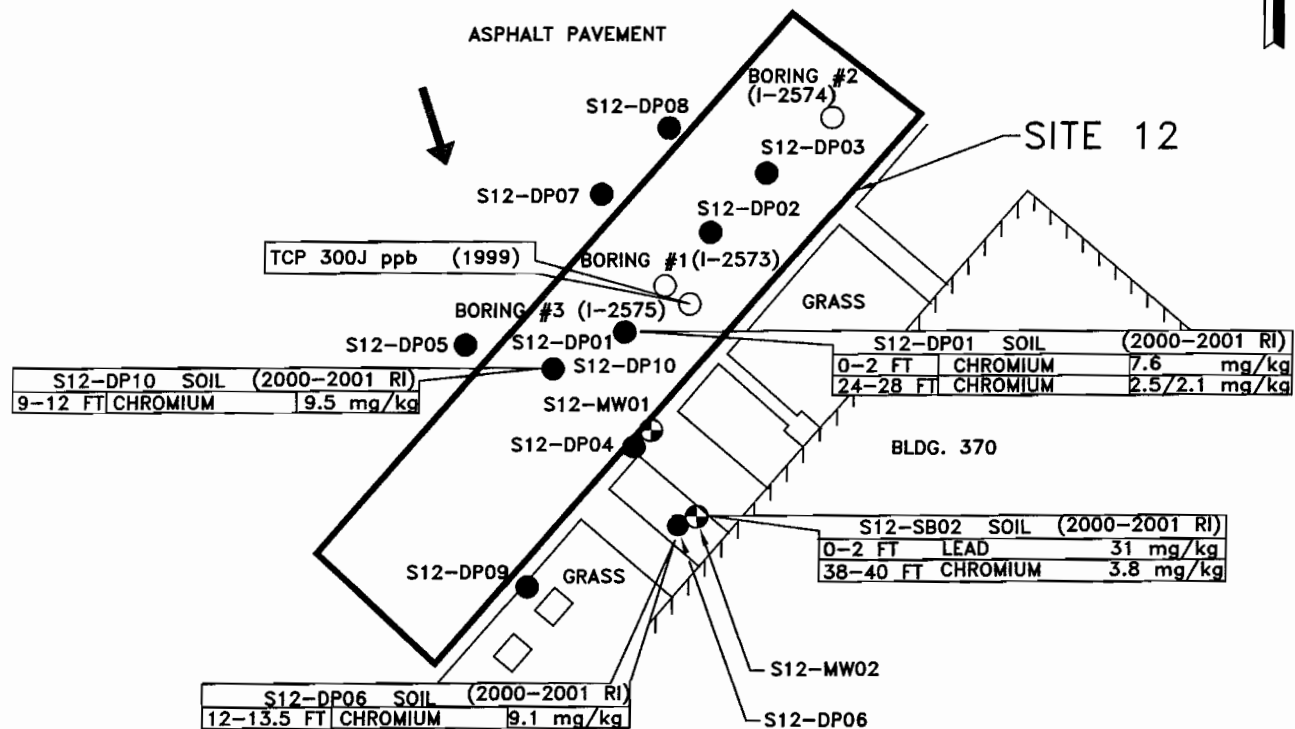 ASPHALT PAVEMENT
BORING #2
(I-2574)
S12-DP08
SITE 12
S12-DP03
S12-DP07
S12-DP02
TCP 300J ppb (1999)
BORING #1(I-2573)
GRASS
BORING #3 (I-2575)
S12-DP05
S12-DP01
S12-DP10
S12-DP01 SOIL (2000-2001 RI)
0-2 FT CHROMIUM 7.6 mg/kg
24-28 FT CHROMIUM 2.5/2.1 mg/kg
S12-DP10 SOIL (2000-2001 RI)
9-12 FT CHROMIUM 9.5 mg/kg
S12-MW01
S12-DP04
BLDG. 370
S12-SB02 SOIL (2000-2001 RI)
0-2 FT LEAD 31 mg/kg
38-40 FT CHROMIUM 3.8 mg/kg
S12-DP09
GRASS
S12-MW02
S12-DP06 SOIL (2000-2001 RI)
12-13.5 FT CHROMIUM 9.1 mg/kg
S12-DP06